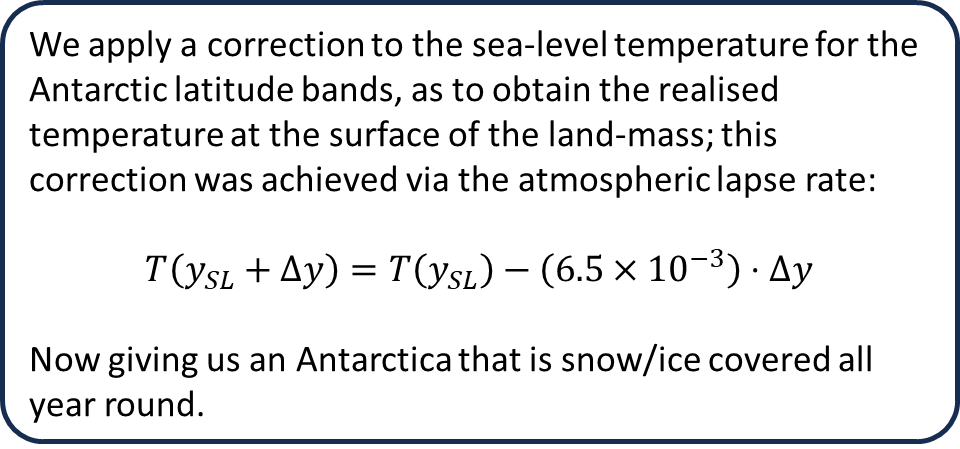 We apply a correction to the sea-level temperature for the
Antarctic latitude bands, as to obtain the realised
temperature at the surface of the land-mass; this
correction was achieved via the atmospheric lapse rate:
𝑇(𝑦𝑆𝐿 + Δ𝑦) = 𝑇(𝑦𝑆𝐿) − (6.5 × 10⁻³) · Δ𝑦
Now giving us an Antarctica that is snow/ice covered all
year round.